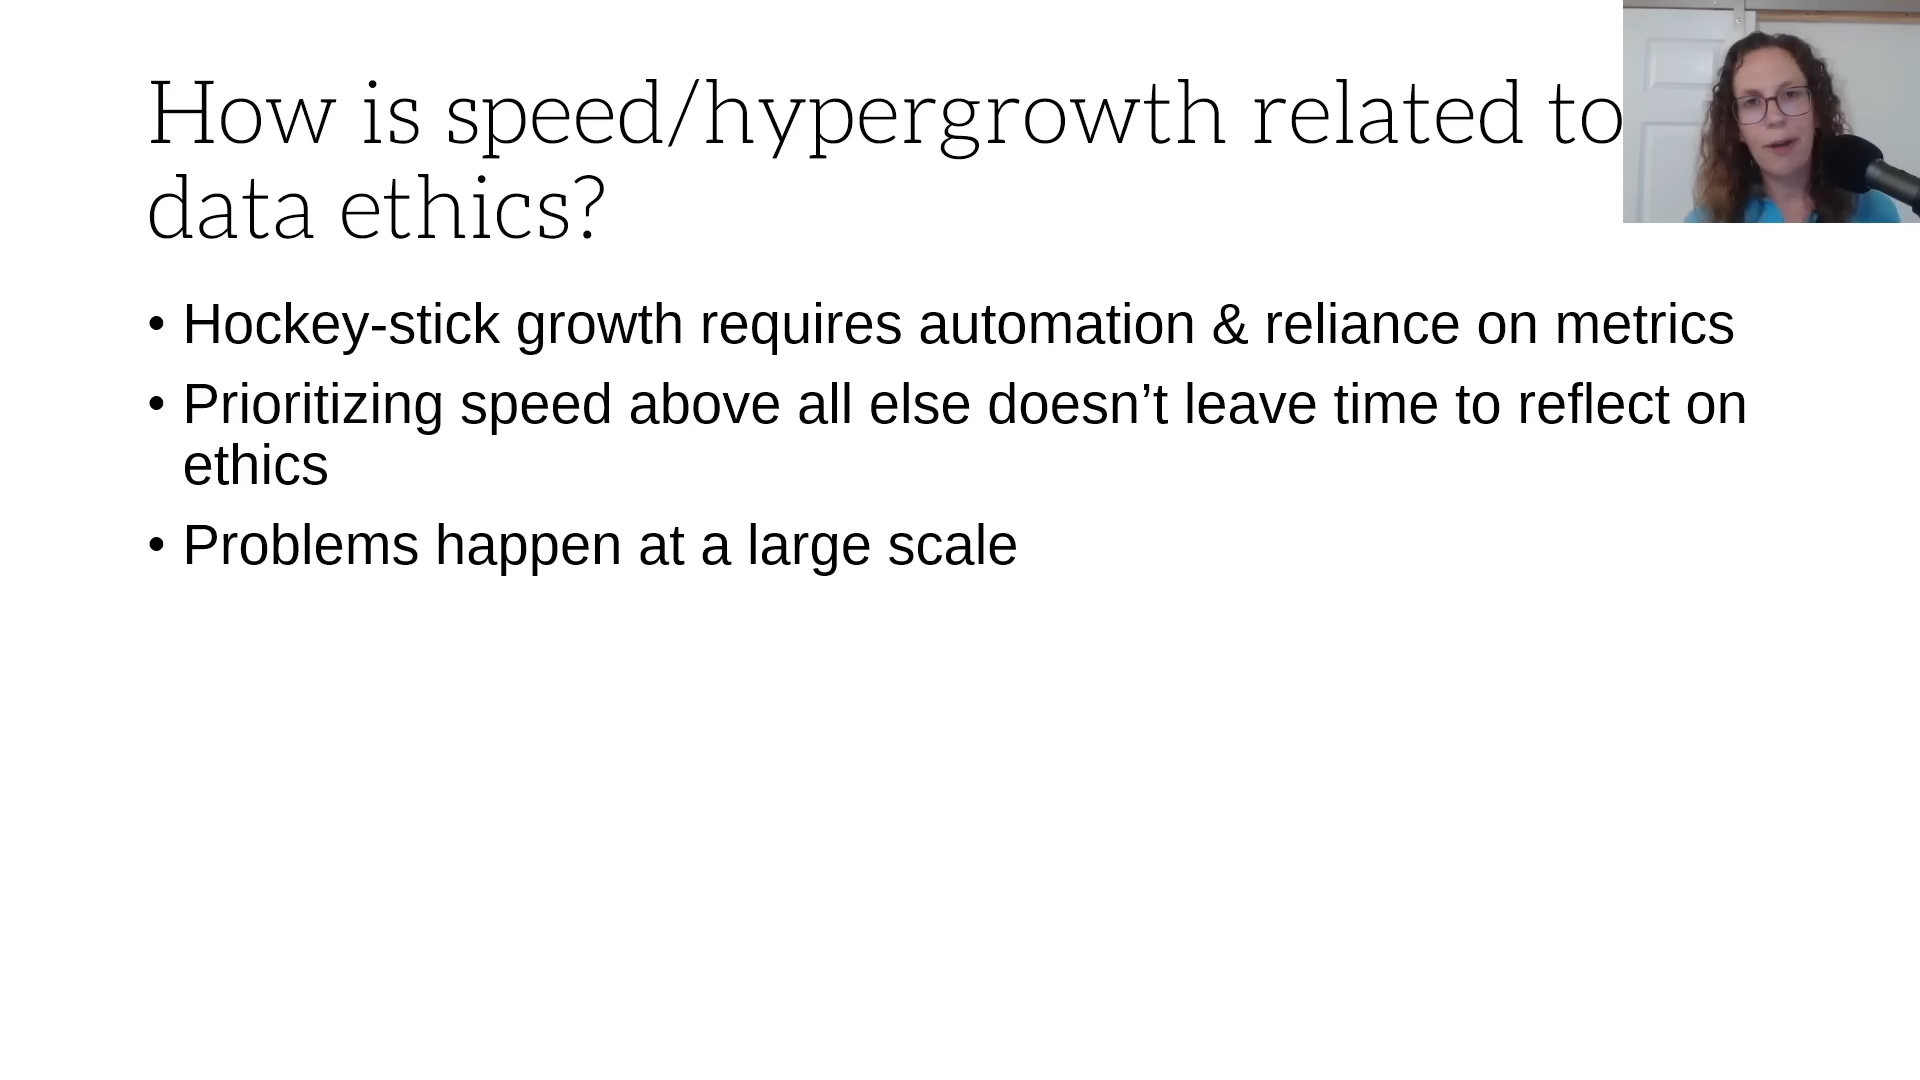 How is speed/hypergrowth related to
data ethics?
• Hockey-stick growth requires automation & reliance on metrics
• Prioritizing speed above all else doesn’t leave time to reflect on
ethics
• Problems happen at a large scale